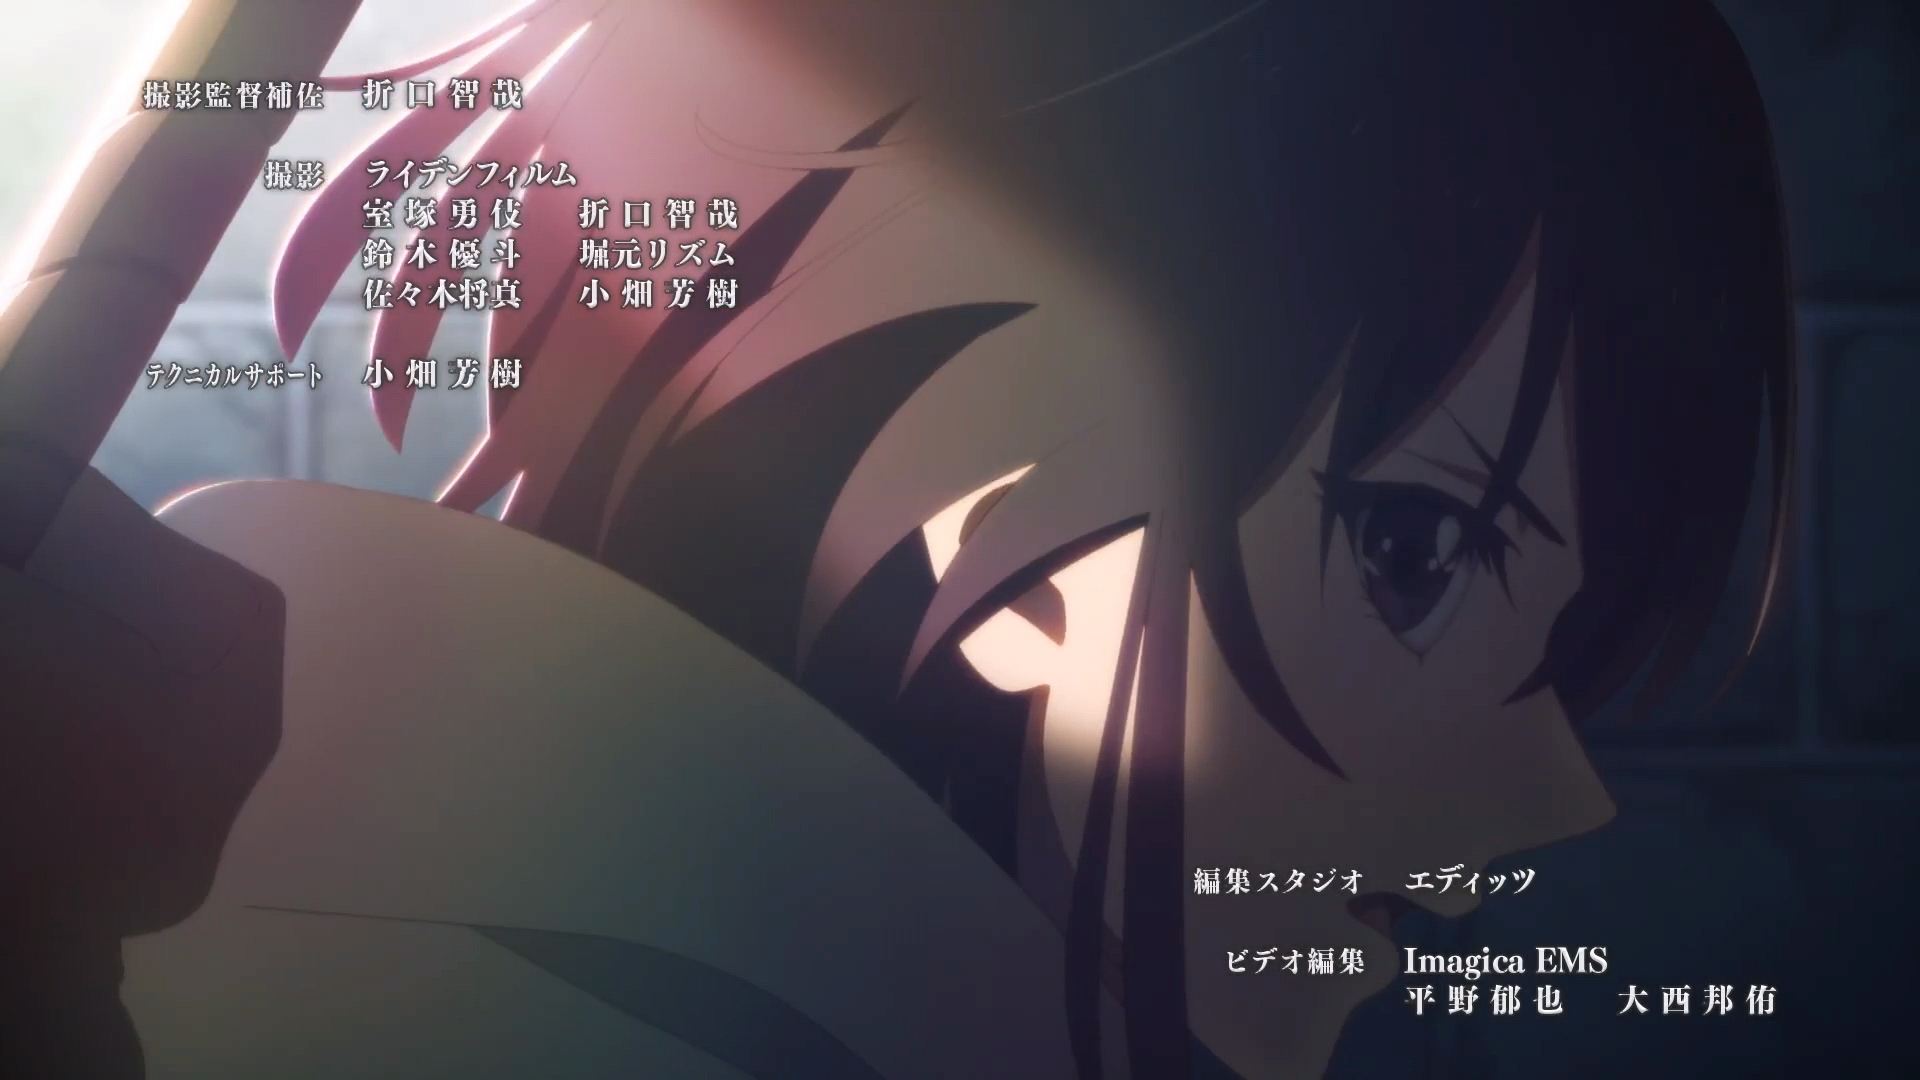 撮影監督補佐 折口智哉
撮影 ライデンフィルム
室塚勇伎 折口智哉
鈴木優斗 堀元リズム
佐々木将真 小畑芳樹
テクニカルサポート 小畑芳樹
編集スタジオ エディッツ
ビデオ編集 Imagica EMS
平野郁也 大西邦侑